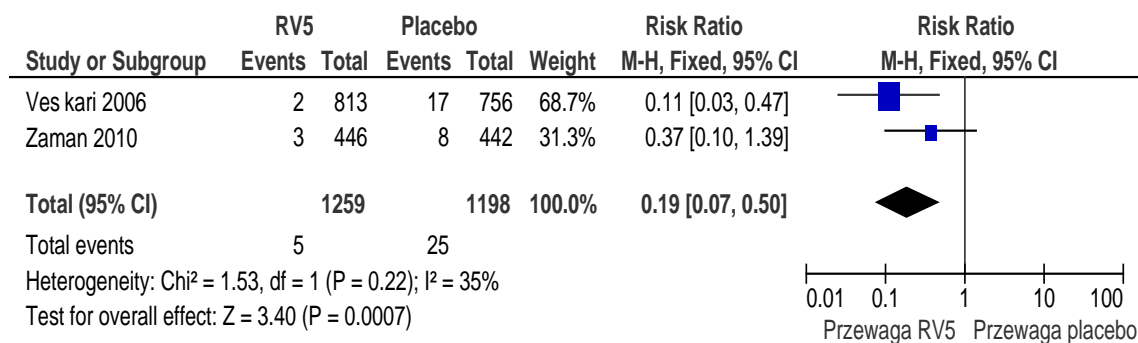 RV5 Placebo Risk Ratio Risk Ratio
Study or Subgroup Events Total Events Total Weight M-H, Fixed, 95% CI M-H, Fixed, 95% CI
Ves kari 2006 2 813 17 756 68.7% 0.11 [0.03, 0.47]
Zaman 2010 3 446 8 442 31.3% 0.37 [0.10, 1.39]
Total (95% CI) 1259 1198 100.0% 0.19 [0.07, 0.50]
Total events 5 25
Heterogeneity: Chi² = 1.53, df = 1 (P = 0.22); I² = 35%
Test for overall effect: Z = 3.40 (P = 0.0007)
0.01 0.1 1 10 100
Przewaga RV5 Przewaga placebo